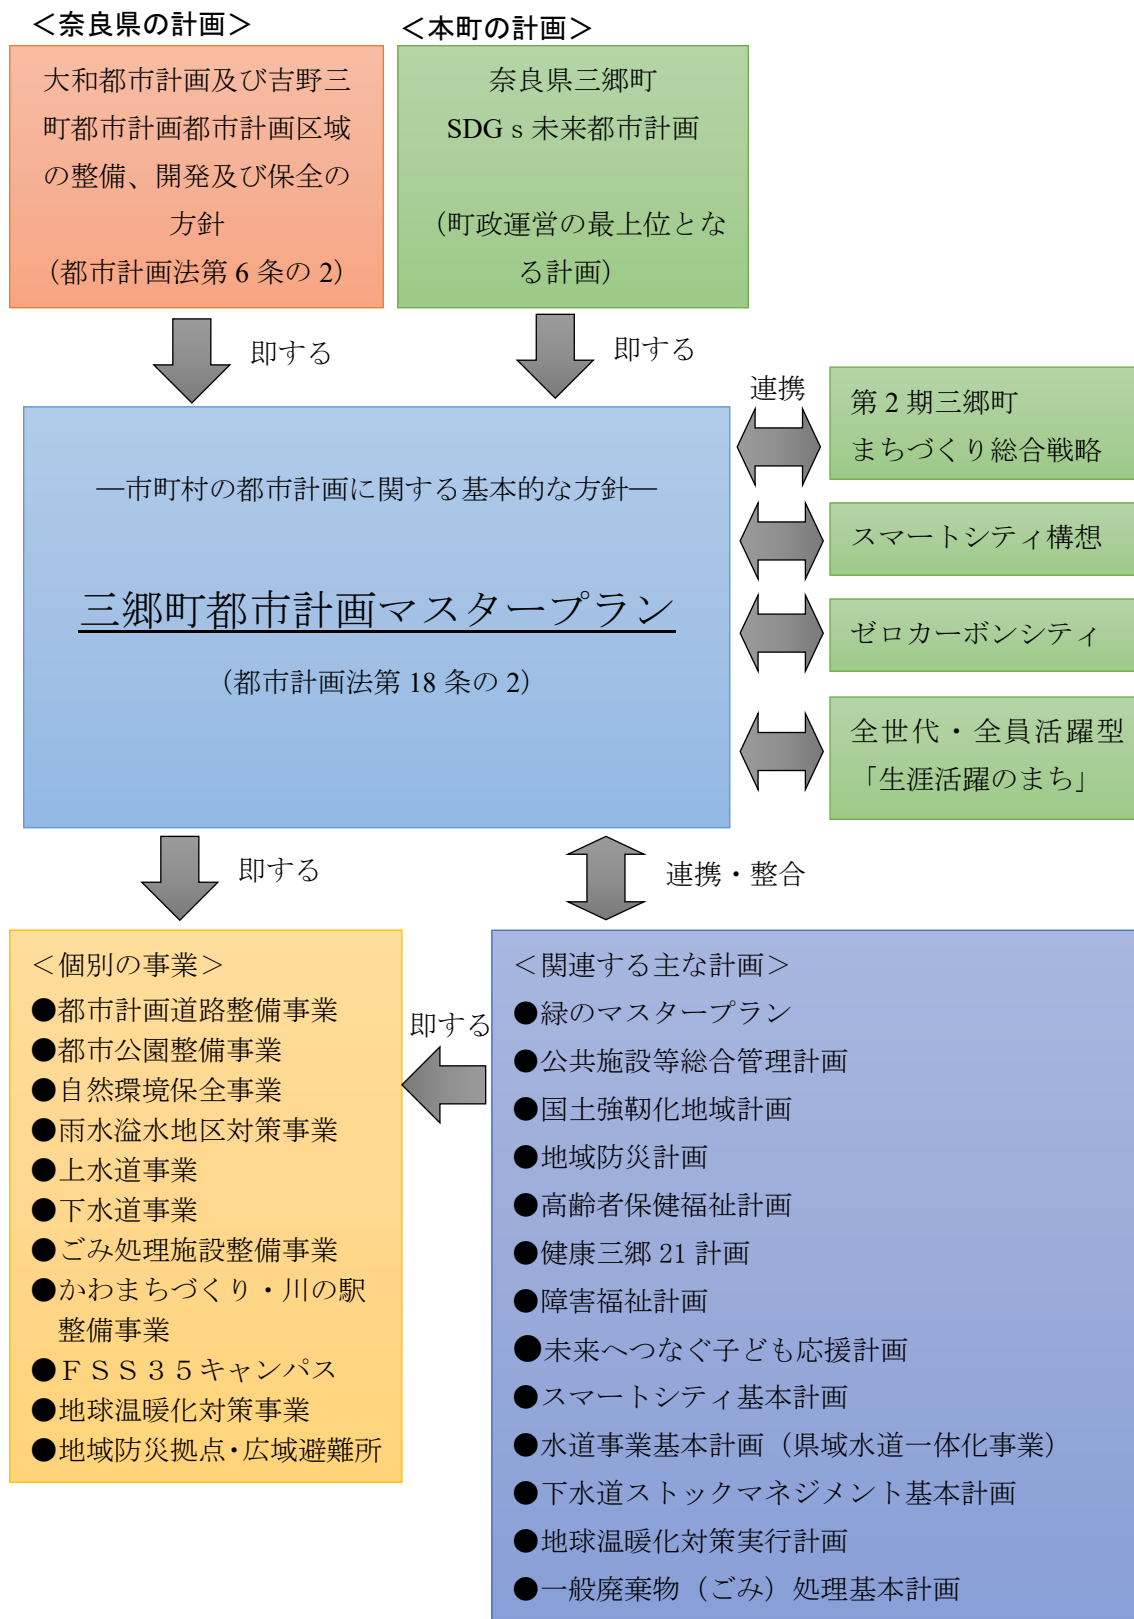 ＜奈良県の計画＞
大和都市計画及び吉野三
町都市計画都市計画区域
の整備、開発及び保全の
方針
（都市計画法第 6 条の 2）
＜本町の計画＞
奈良県三郷町
SDGｓ未来都市計画
（町政運営の最上位とな
る計画）
即する
即する
―市町村の都市計画に関する基本的な方針―
三郷町都市計画マスタープラン
（都市計画法第 18 条の 2）
連携
第 2 期三郷町
まちづくり総合戦略
スマートシティ構想
ゼロカーボンシティ
全世代・全員活躍型
「生涯活躍のまち」
即する
連携・整合
＜個別の事業＞
●都市計画道路整備事業
●都市公園整備事業
●自然環境保全事業
●雨水溢水地区対策事業
●上水道事業
●下水道事業
●ごみ処理施設整備事業
●かわまちづくり・川の駅
整備事業
●ＦＳＳ３５キャンパス
●地球温暖化対策事業
●地域防災拠点・広域避難所
即する
＜関連する主な計画＞
●緑のマスタープラン
●公共施設等総合管理計画
●国土強靭化地域計画
●地域防災計画
●高齢者保健福祉計画
●健康三郷 21 計画
●障害福祉計画
●未来へつなぐ子ども応援計画
●スマートシティ基本計画
●水道事業基本計画（県域水道一体化事業）
●下水道ストックマネジメント基本計画
●地球温暖化対策実行計画
●一般廃棄物（ごみ）処理基本計画